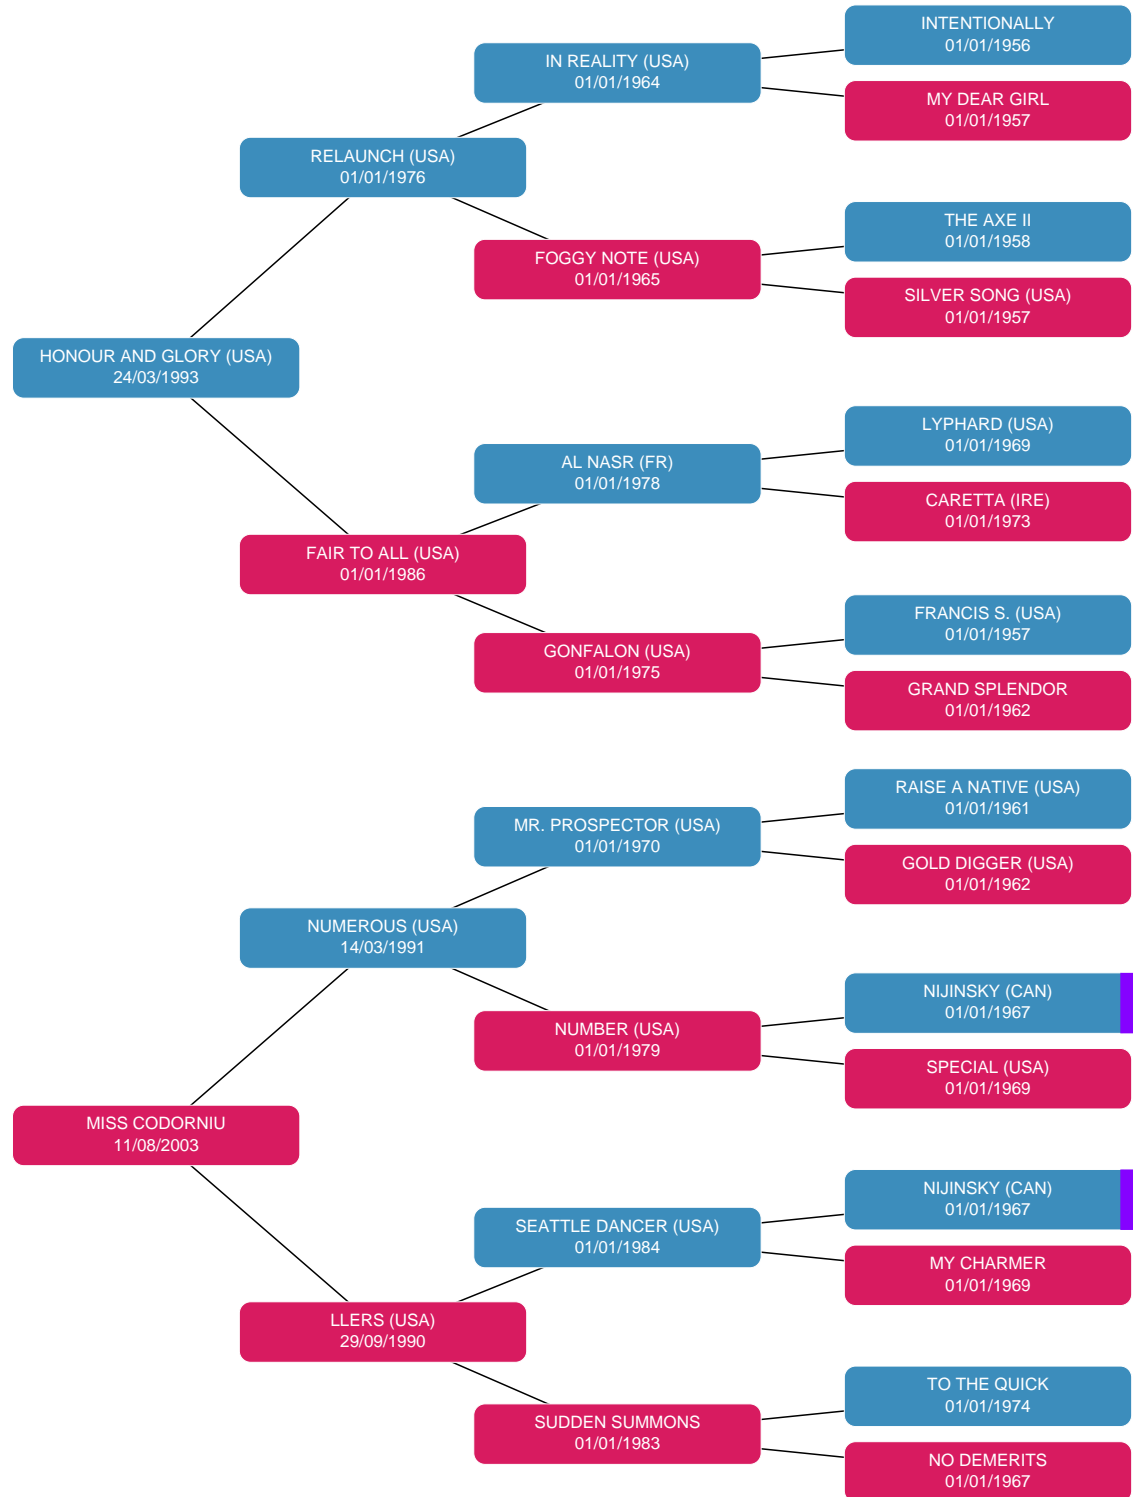 INTENTIONALLY
01/01/1956
IN REALITY (USA)
01/01/1964
MY DEAR GIRL
01/01/1957
RELAUNCH (USA)
01/01/1976
THE AXE II
01/01/1958
FOGGY NOTE (USA)
01/01/1965
SILVER SONG (USA)
01/01/1957
HONOUR AND GLORY (USA)
24/03/1993
LYPHARD (USA)
01/01/1969
AL NASR (FR)
01/01/1978
CARETTA (IRE)
01/01/1973
FAIR TO ALL (USA)
01/01/1986
FRANCIS S. (USA)
01/01/1957
GONFALON (USA)
01/01/1975
GRAND SPLENDOR
01/01/1962
RAISE A NATIVE (USA)
01/01/1961
MR. PROSPECTOR (USA)
01/01/1970
GOLD DIGGER (USA)
01/01/1962
NUMEROUS (USA)
14/03/1991
NIJINSKY (CAN)
01/01/1967
NUMBER (USA)
01/01/1979
SPECIAL (USA)
01/01/1969
MISS CODORNIU
11/08/2003
NIJINSKY (CAN)
01/01/1967
SEATTLE DANCER (USA)
01/01/1984
MY CHARMER
01/01/1969
LLERS (USA)
29/09/1990
TO THE QUICK
01/01/1974
SUDDEN SUMMONS
01/01/1983
NO DEMERITS
01/01/1967